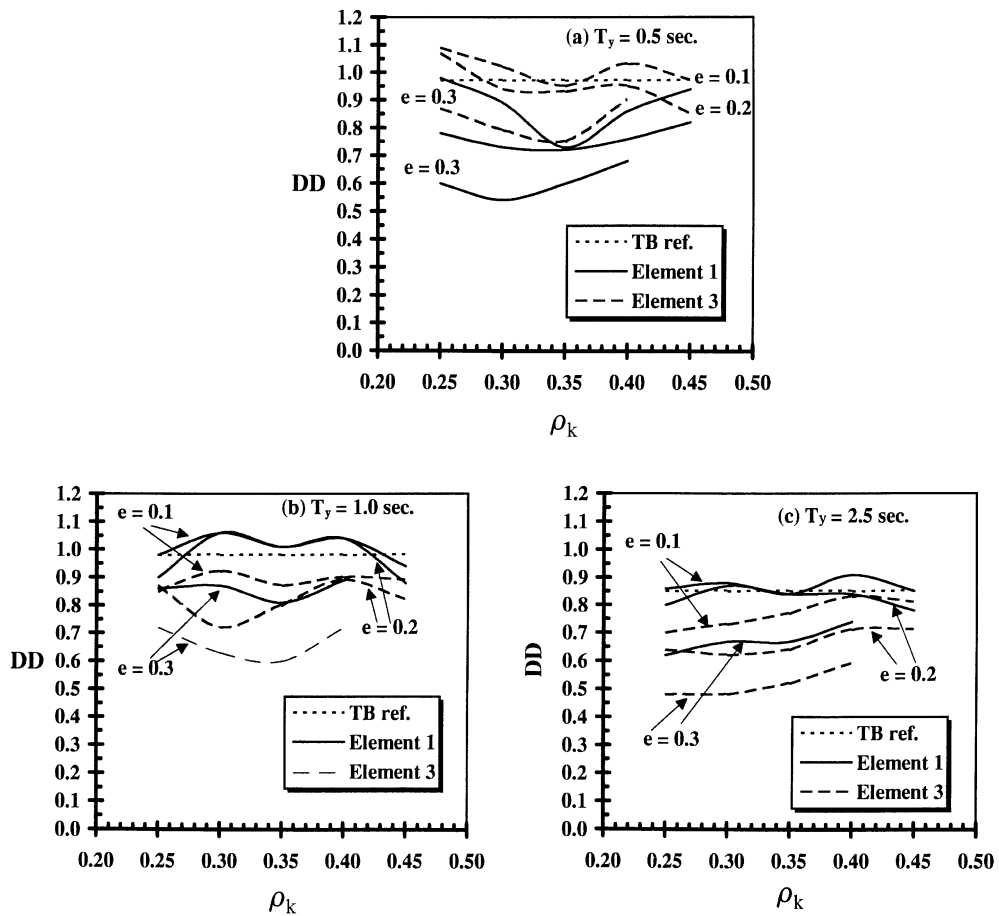 (a) T_y = 0.5 sec.
1.2
1.1
1.0
0.9
0.8
0.7
0.6
0.5
0.4
0.3
0.2
0.1
0.0
DD
e = 0.1
e = 0.3
e = 0.2
e = 0.3
TB ref.
Element 1
Element 3
0.20 0.25 0.30 0.35 0.40 0.45 0.50
ρ_k
(b) T_y = 1.0 sec.
1.2
1.1
1.0
0.9
0.8
0.7
0.6
0.5
0.4
0.3
0.2
0.1
0.0
DD
e = 0.1
e = 0.2
e = 0.3
TB ref.
Element 1
Element 3
0.20 0.25 0.30 0.35 0.40 0.45 0.50
ρ_k
(c) T_y = 2.5 sec.
1.2
1.1
1.0
0.9
0.8
0.7
0.6
0.5
0.4
0.3
0.2
0.1
0.0
DD
e = 0.1
e = 0.2
e = 0.3
TB ref.
Element 1
Element 3
0.20 0.25 0.30 0.35 0.40 0.45 0.50
ρ_k